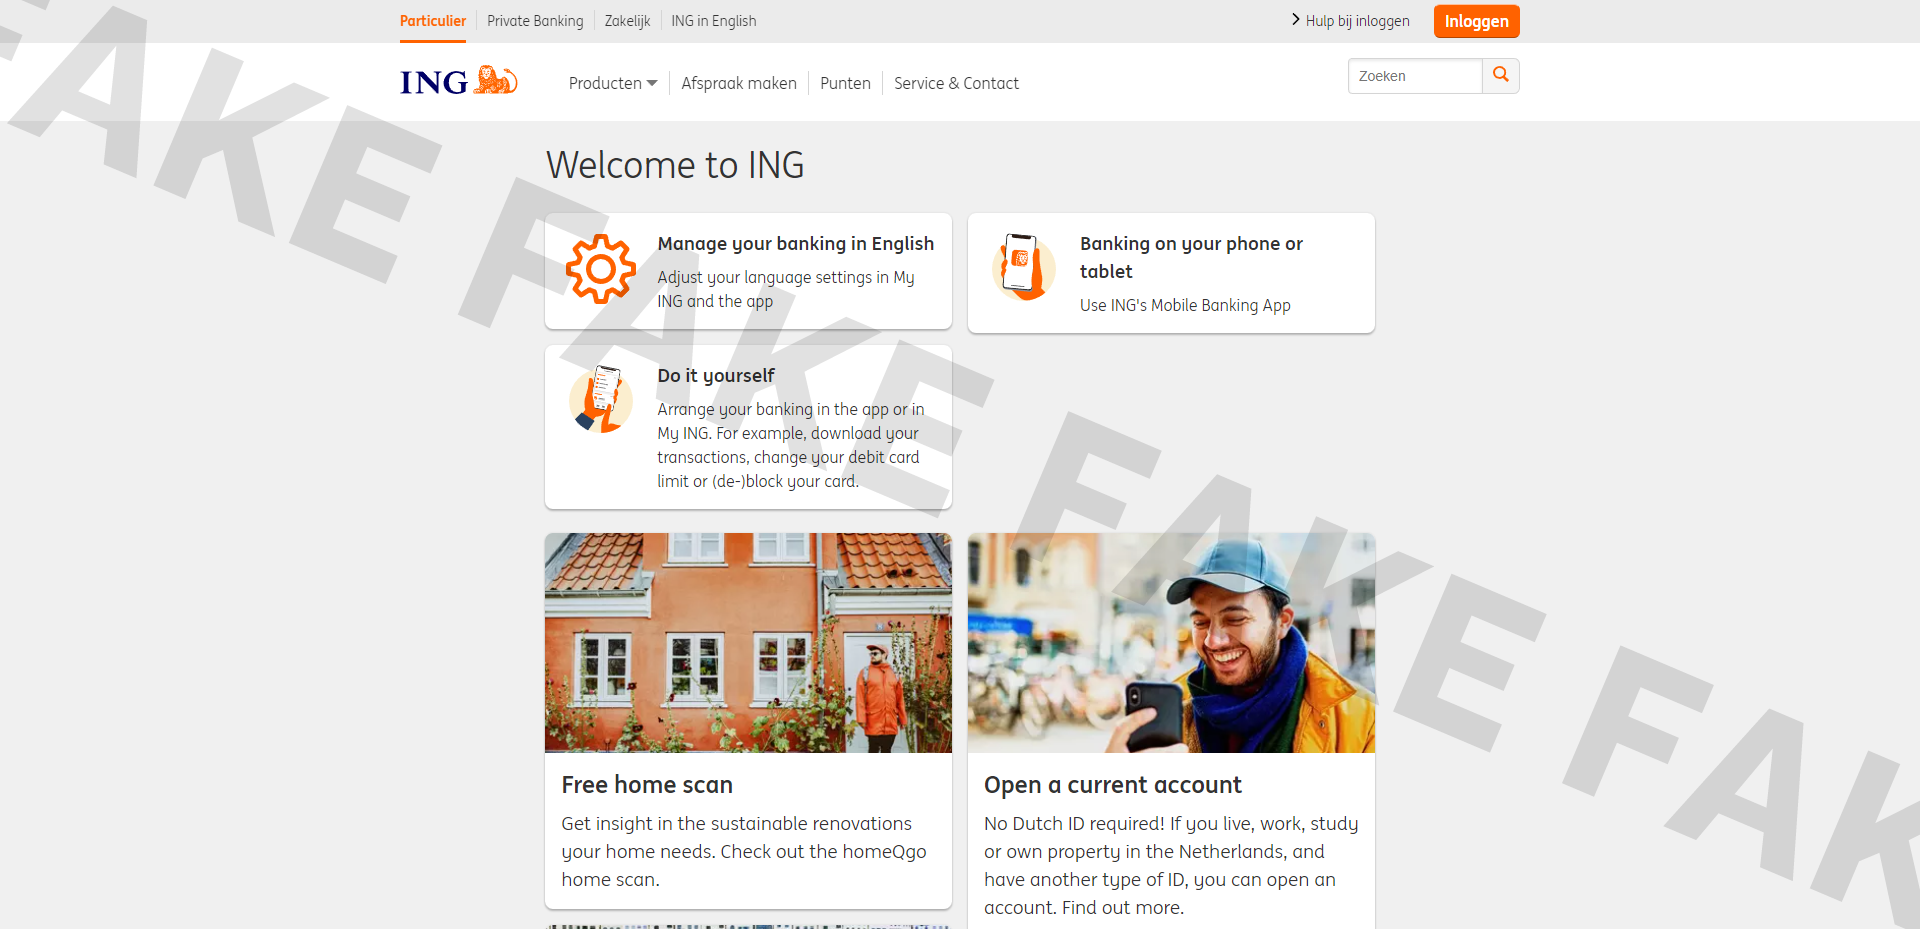 Particulier
Private Banking
Zakelijk
ING in English
Hulp bij inloggen
Inloggen
ING
Producten
Afspraak maken
Punten
Service & Contact
Zoeken
Welcome to ING
Manage your banking in English
Adjust your language settings in My
ING and the app
Banking on your phone or
tablet
Use ING's Mobile Banking App
Do it yourself
Arrange your banking in the app or in
My ING. For example, download your
transactions, change your debit card
limit or (de-)block your card.
Free home scan
Get insight in the sustainable renovations
your home needs. Check out the homeQgo
home scan.
Open a current account
No Dutch ID required! If you live, work, study
or own property in the Netherlands, and
have another type of ID, you can open an
account. Find out more.
FAKE FAKE FAKE FAK